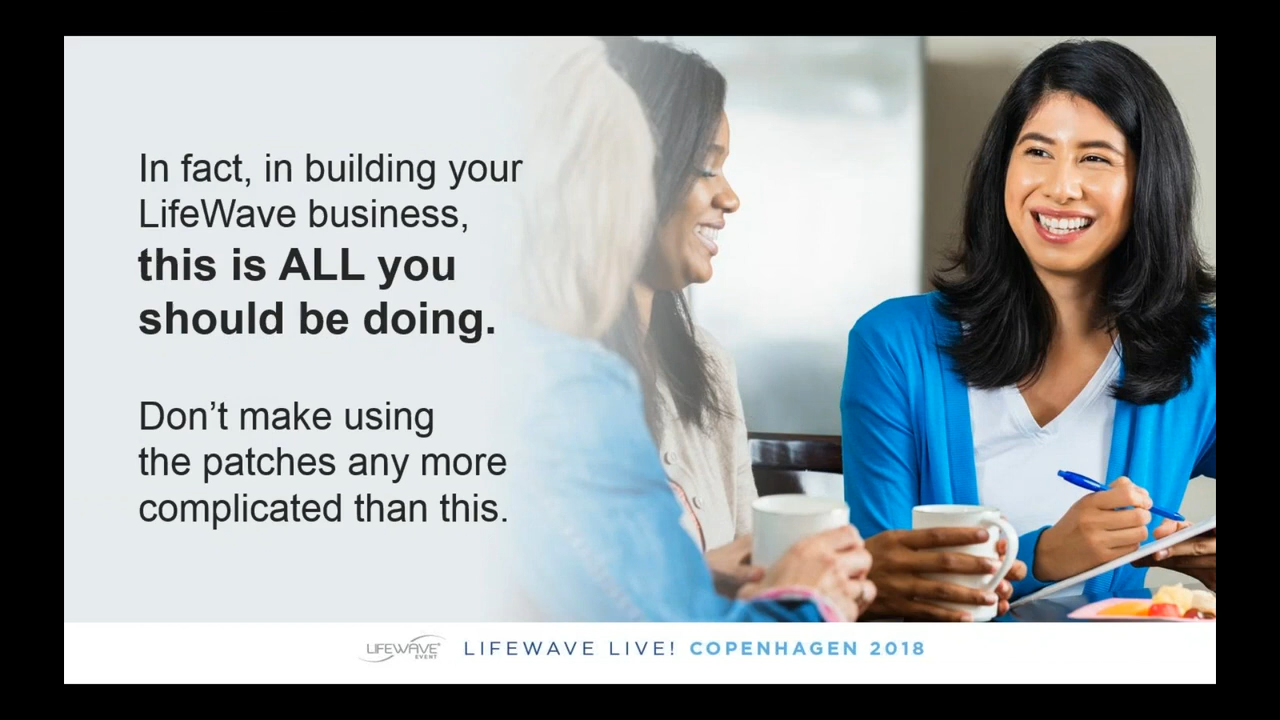 In fact, in building your
LifeWave business,
this is ALL you
should be doing.
Don’t make using
the patches any more
complicated than this.
LIFEWAVE
EVENT
LIFEWAVE LIVE! COPENHAGEN 2018